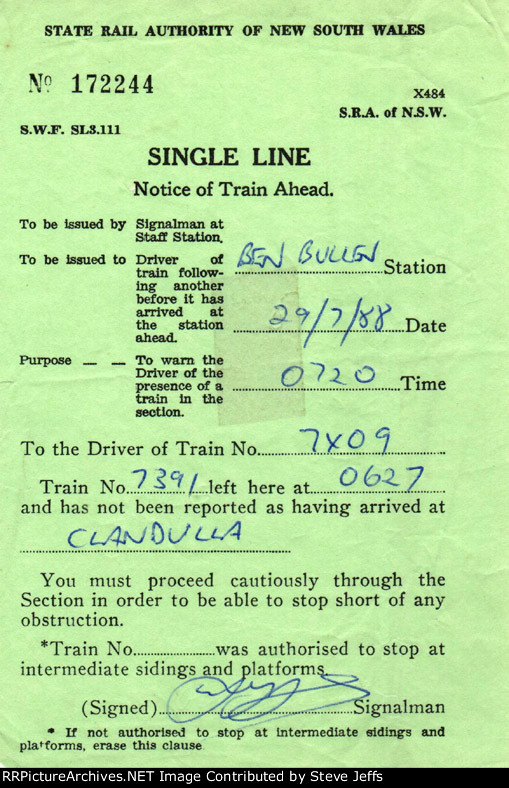 STATE RAIL AUTHORITY OF NEW SOUTH WALES
No 172244
X484
S.R.A. of N.S.W.
S.W.F. SL3.111
SINGLE LINE
Notice of Train Ahead.
To be issued by Signalman at
Staff Station.
To be issued to Driver of
train follow-
ing another
before it has
arrived at
the station
ahead.
BEN BULLEN Station
29/7/88 Date
Purpose — — To warn the
Driver of the
presence of a
train in the
section.
0720 Time
To the Driver of Train No. 7X09
Train No. 7391 left here at 0627
and has not been reported as having arrived at
CLANDULLA
You must proceed cautiously through the
Section in order to be able to stop short of any
obstruction.
*Train No. was authorised to stop at
intermediate sidings and platforms.
(Signed) Signalman
* If not authorised to stop at intermediate sidings and
platforms, erase this clause
RRPictureArchives.NET Image Contributed by Steve Jeffs